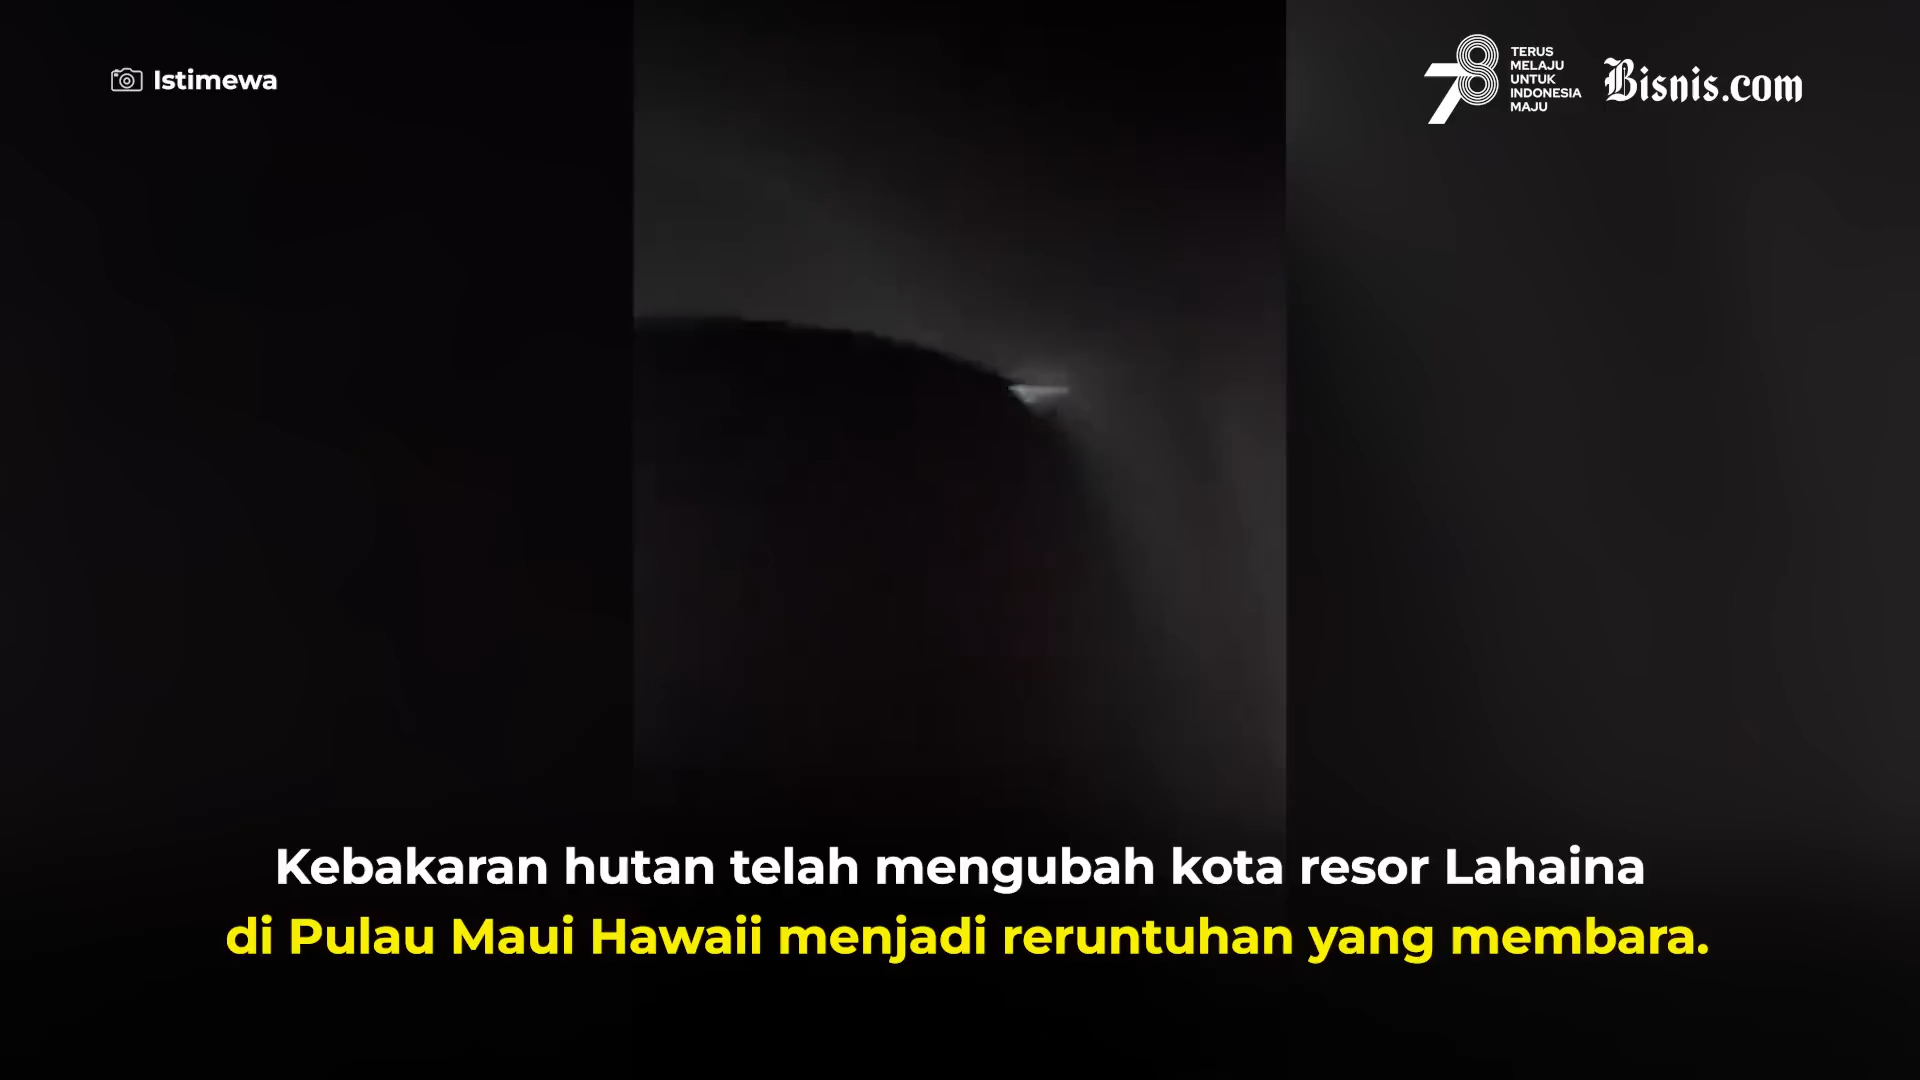 Istimewa
78
TERUS
MELAJU
UNTUK
INDONESIA
MAJU
Bisnis.com
Kebakaran hutan telah mengubah kota resor Lahaina
di Pulau Maui Hawaii menjadi reruntuhan yang membara.